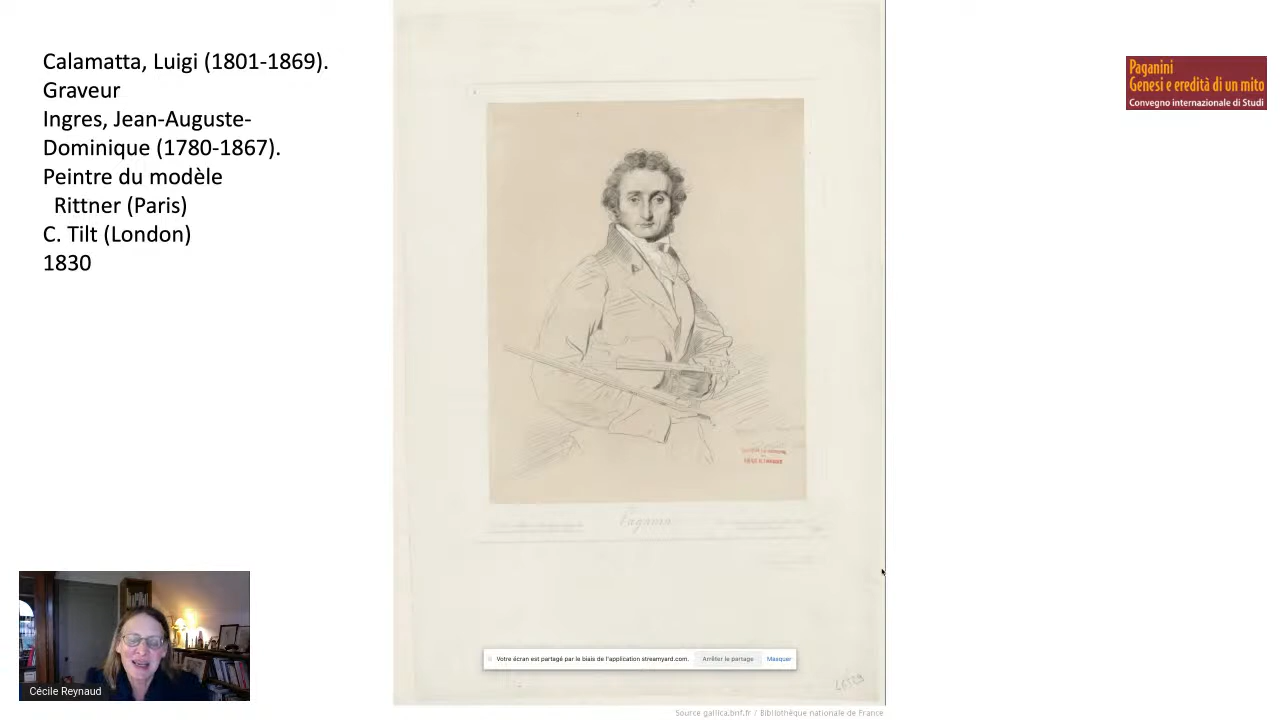 Calamatta, Luigi (1801-1869).
Graveur
Ingres, Jean-Auguste-
Dominique (1780-1867).
Peintre du modèle
Rittner (Paris)
C. Tilt (London)
1830
Paganini
Genesi e eredità di un mito
Convegno internazionale di Studi
Paganini
Votre écran est partagé par le biais de l'application streamyard.com.
Arrêter le partage
Masquer
Cécile Reynaud
Source gallica.bnf.fr / Bibliothèque nationale de France